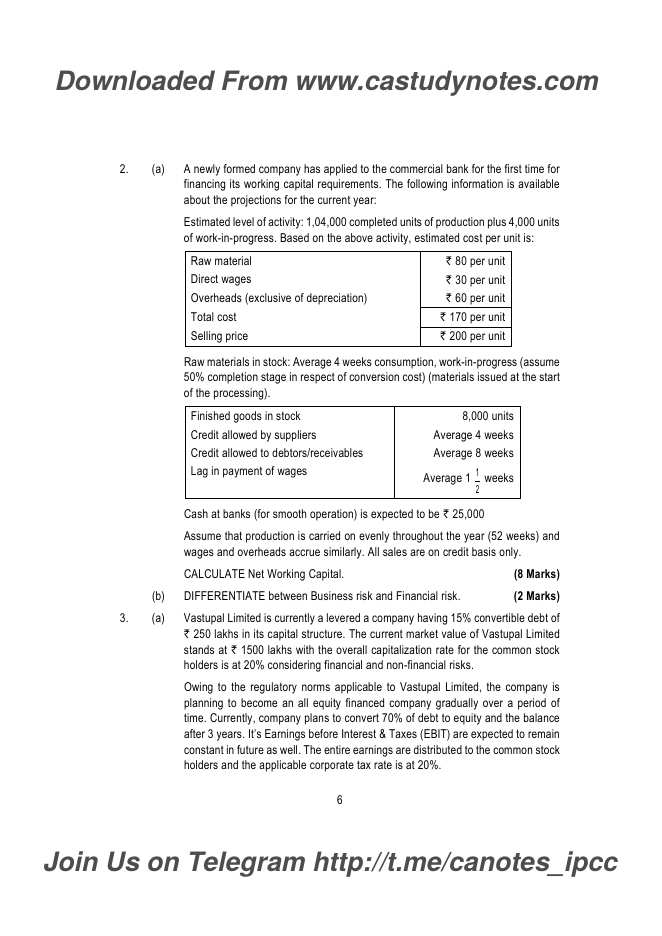 Downloaded From www.castudynotes.com
2. (a) A newly formed company has applied to the commercial bank for the first time for
financing its working capital requirements. The following information is available
about the projections for the current year:
Estimated level of activity: 1,04,000 completed units of production plus 4,000 units
of work-in-progress. Based on the above activity, estimated cost per unit is:
Raw material ₹ 80 per unit
Direct wages ₹ 30 per unit
Overheads (exclusive of depreciation) ₹ 60 per unit
Total cost ₹ 170 per unit
Selling price ₹ 200 per unit
Raw materials in stock: Average 4 weeks consumption, work-in-progress (assume
50% completion stage in respect of conversion cost) (materials issued at the start
of the processing).
Finished goods in stock 8,000 units
Credit allowed by suppliers Average 4 weeks
Credit allowed to debtors/receivables Average 8 weeks
Lag in payment of wages Average 1 1/2 weeks
Cash at banks (for smooth operation) is expected to be ₹ 25,000
Assume that production is carried on evenly throughout the year (52 weeks) and
wages and overheads accrue similarly. All sales are on credit basis only.
CALCULATE Net Working Capital. (8 Marks)
(b) DIFFERENTIATE between Business risk and Financial risk. (2 Marks)
3. (a) Vastupal Limited is currently a levered a company having 15% convertible debt of
₹ 250 lakhs in its capital structure. The current market value of Vastupal Limited
stands at ₹ 1500 lakhs with the overall capitalization rate for the common stock
holders is at 20% considering financial and non-financial risks.
Owing to the regulatory norms applicable to Vastupal Limited, the company is
planning to become an all equity financed company gradually over a period of
time. Currently, company plans to convert 70% of debt to equity and the balance
after 3 years. It's Earnings before Interest & Taxes (EBIT) are expected to remain
constant in future as well. The entire earnings are distributed to the common stock
holders and the applicable corporate tax rate is at 20%.
6
Join Us on Telegram http://t.me/canotes_ipcc